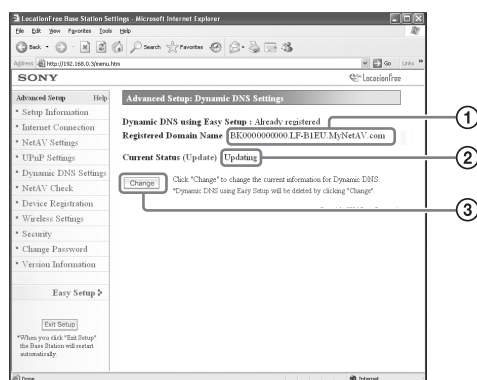 LocationFree Base Station Settings - Microsoft Internet Explorer
File Edit View Favorites Tools Help
Back Search Favorites
Address http://192.168.0.3/menu.htm Go Links »
SONY LocationFree
Advanced Setup Help
Advanced Setup: Dynamic DNS Settings
• Setup Information
• Internet Connection
• NetAV Settings
• UPnP Settings
• Dynamic DNS Settings
• NetAV Check
• Device Registration
• Wireless Settings
• Security
• Change Password
• Version Information
Easy Setup
Exit Setup
*When you click "Exit Setup"
the Base Station will restart
automatically.
Dynamic DNS using Easy Setup : Already registered
Registered Domain Name BK0000000000.LF-B1EU.MyNetAV.com
Current Status (Update) Updating
Change
Click "Change" to change the current information for Dynamic DNS.
*Dynamic DNS using Easy Setup will be deleted by clicking "Change".
1
2
3
Done Internet